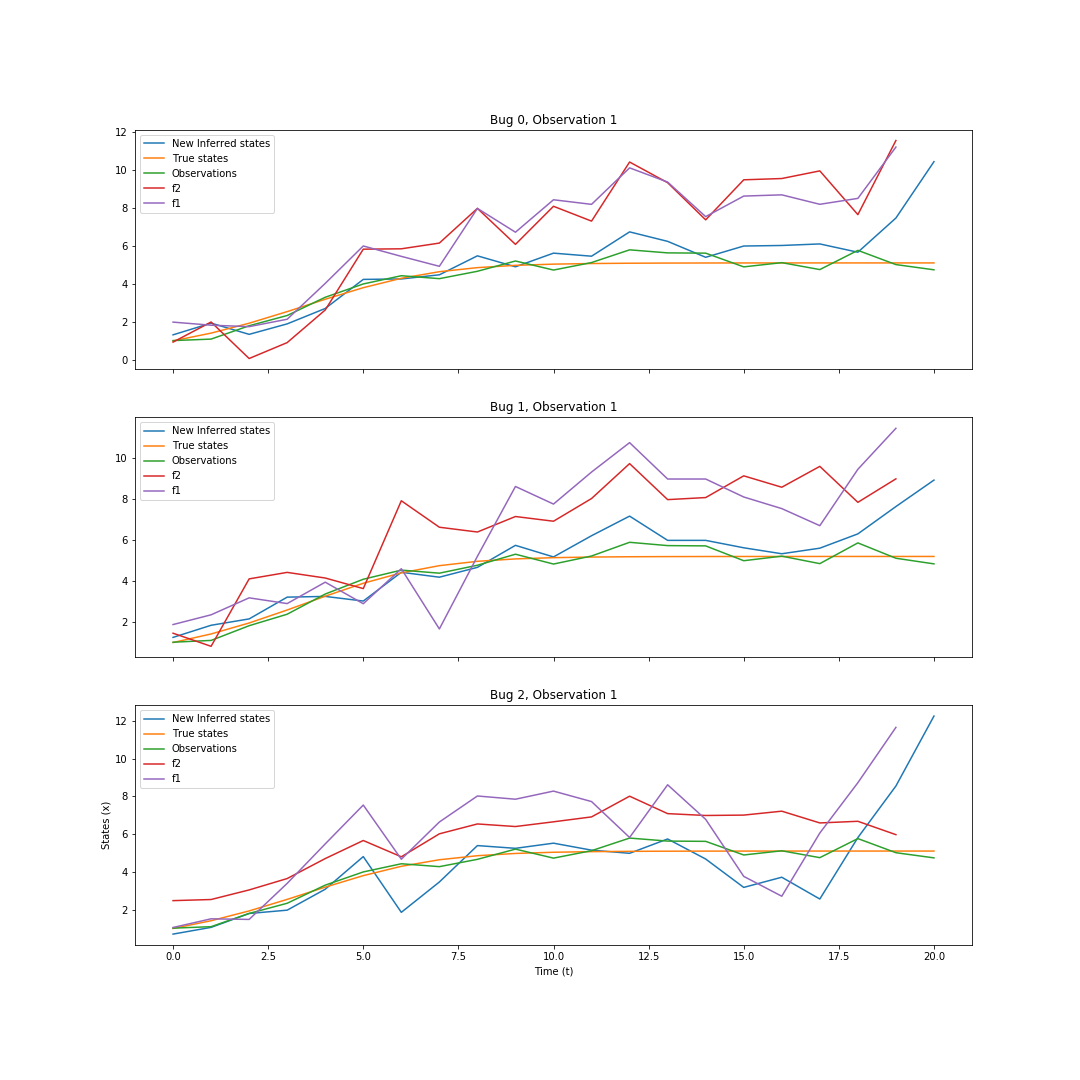 Bug 0, Observation 1
12
10
8
6
4
2
0
New Inferred states
True states
Observations
f2
f1
Bug 1, Observation 1
10
8
6
4
2
New Inferred states
True states
Observations
f2
f1
Bug 2, Observation 1
States (x)
12
10
8
6
4
2
New Inferred states
True states
Observations
f2
f1
0.0 2.5 5.0 7.5 10.0 12.5 15.0 17.5 20.0
Time (t)